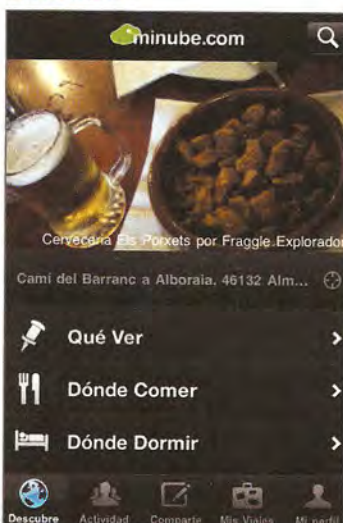 minube.com
Cervecería Els Porxets por Fraggle Explorador
Camí del Barranc a Alboraia, 46132 Alm...
Qué Ver
Dónde Comer
Dónde Dormir
Descubre Actividad Comparte Mis Viajes Mi perfil